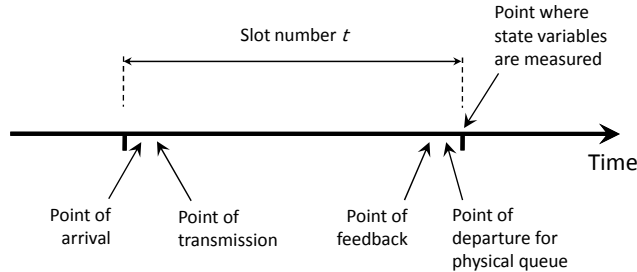 Slot number t
Point where
state variables
are measured
Time
Point of
arrival
Point of
transmission
Point of
feedback
Point of
departure for
physical queue